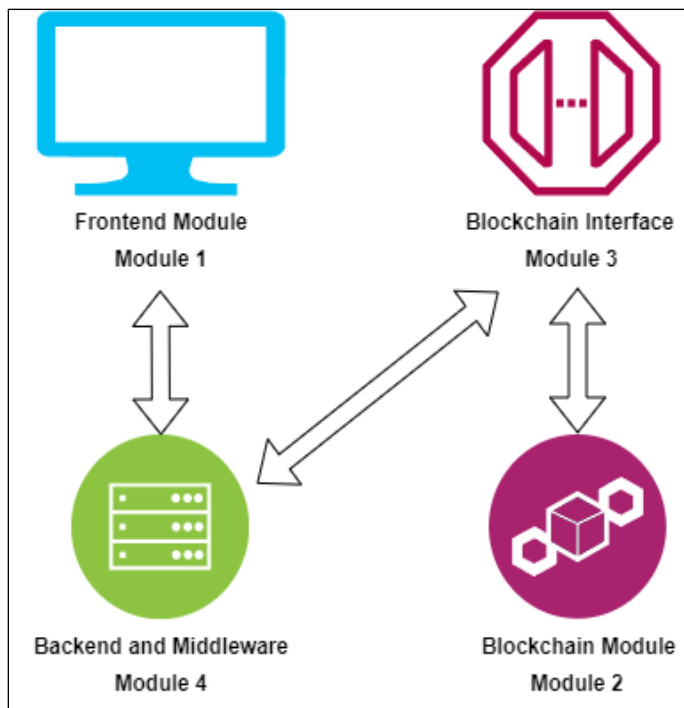 Frontend Module
Module 1
Blockchain Interface
Module 3
Backend and Middleware
Module 4
Blockchain Module
Module 2